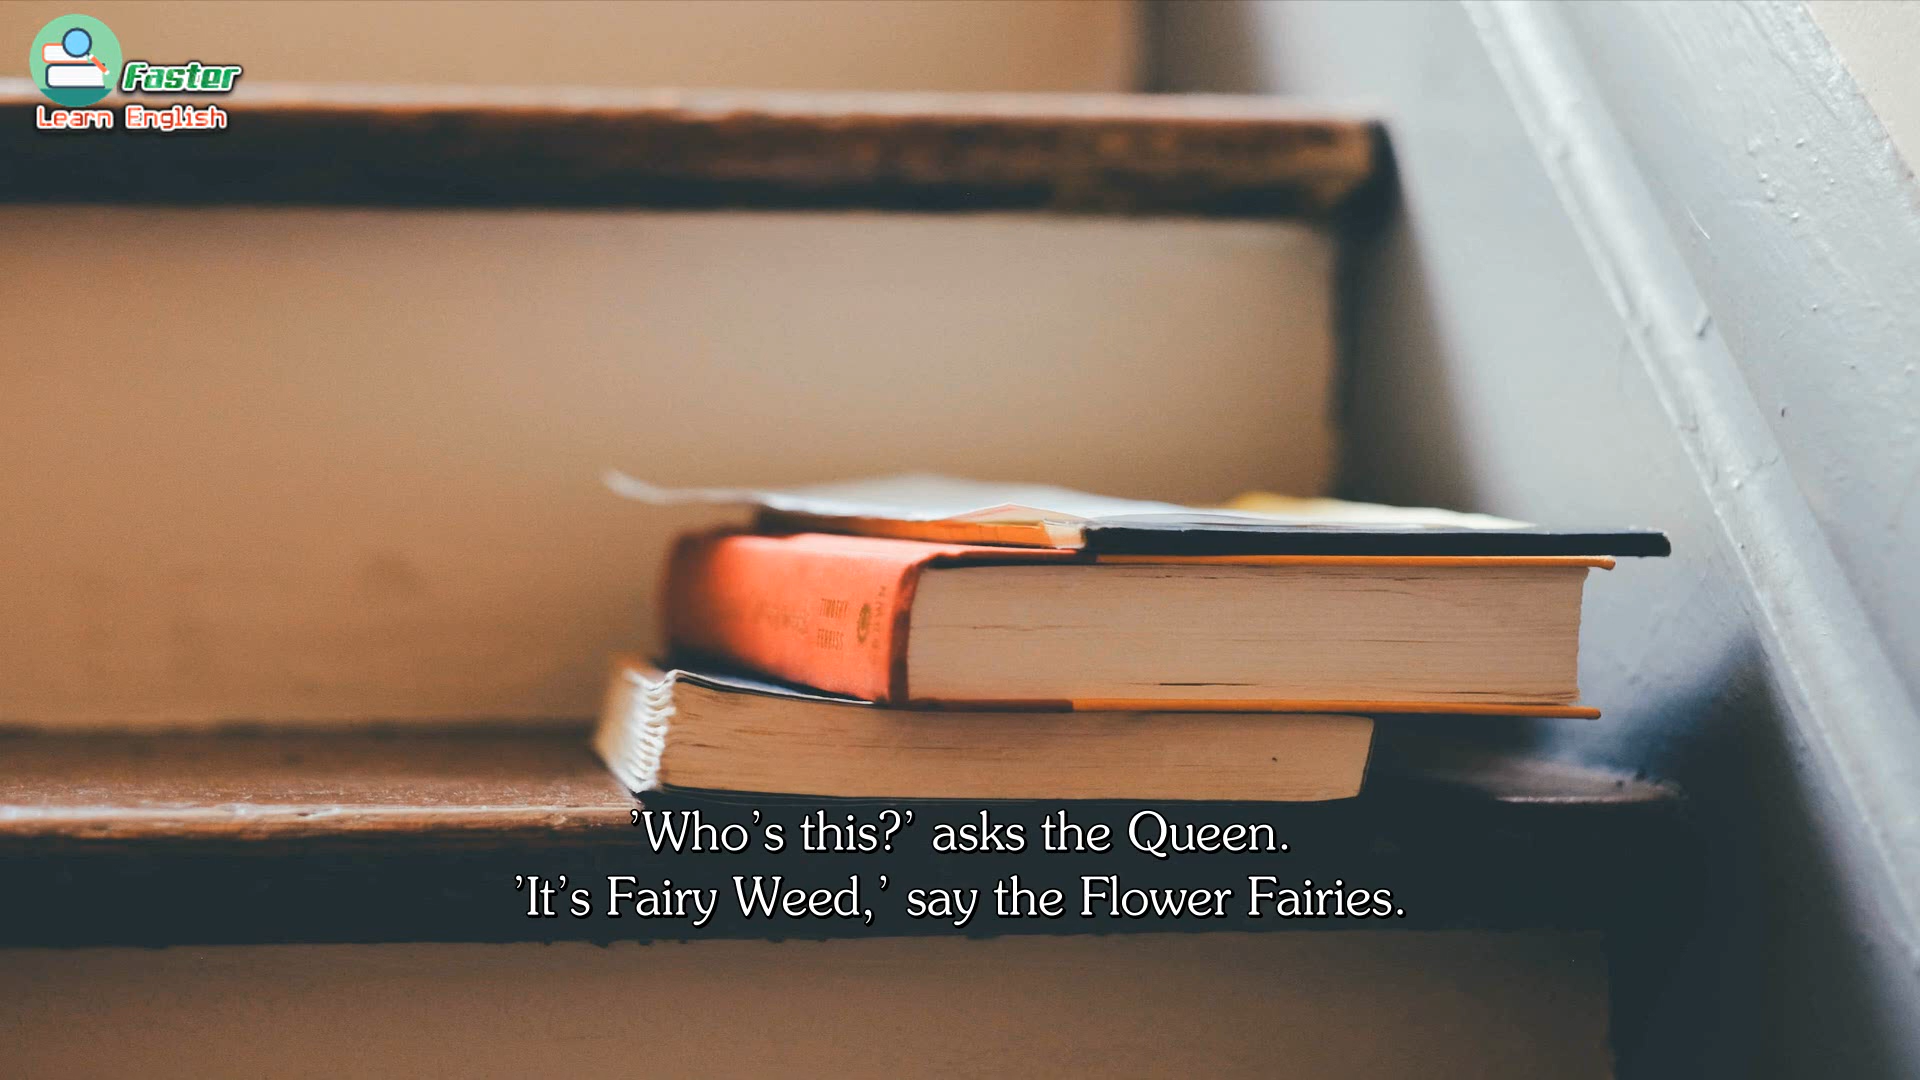 Faster
Learn English
'Who's this?' asks the Queen.
'It's Fairy Weed,' say the Flower Fairies.